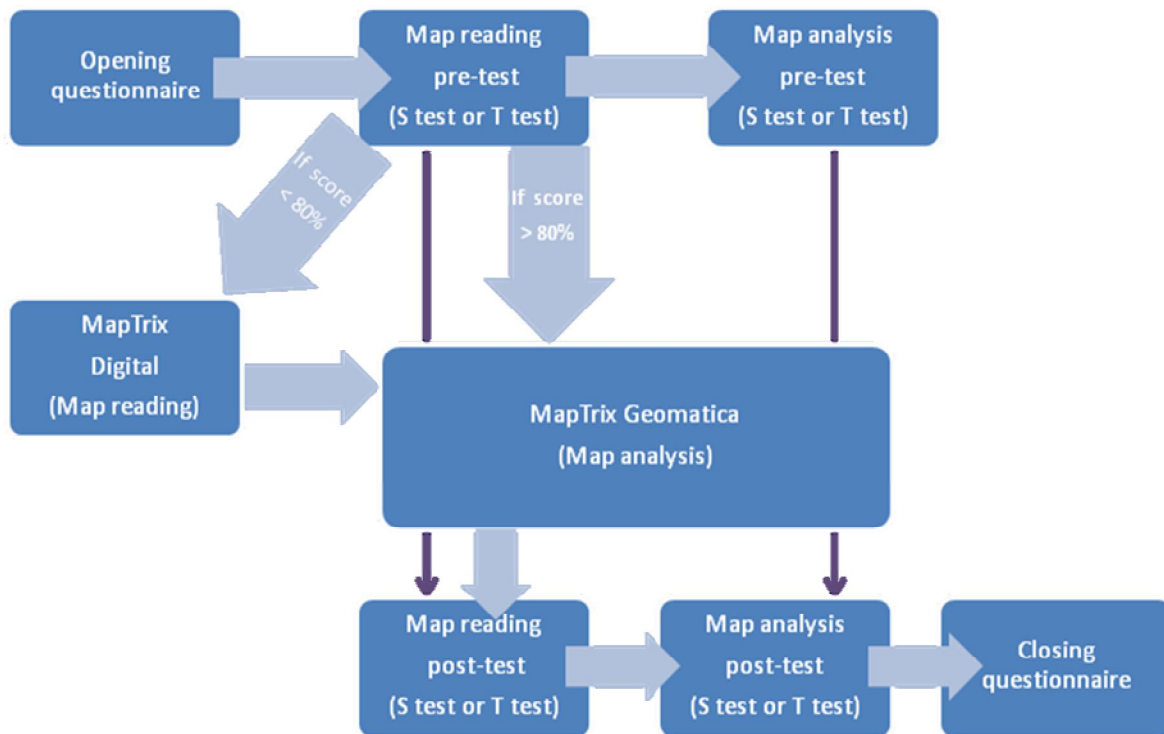 Opening
questionnaire
Map reading
pre-test
(S test or T test)
Map analysis
pre-test
(S test or T test)
If score
< 80%
If score
> 80%
MapTrix
Digital
(Map reading)
MapTrix Geomatica
(Map analysis)
Map reading
post-test
(S test or T test)
Map analysis
post-test
(S test or T test)
Closing
questionnaire